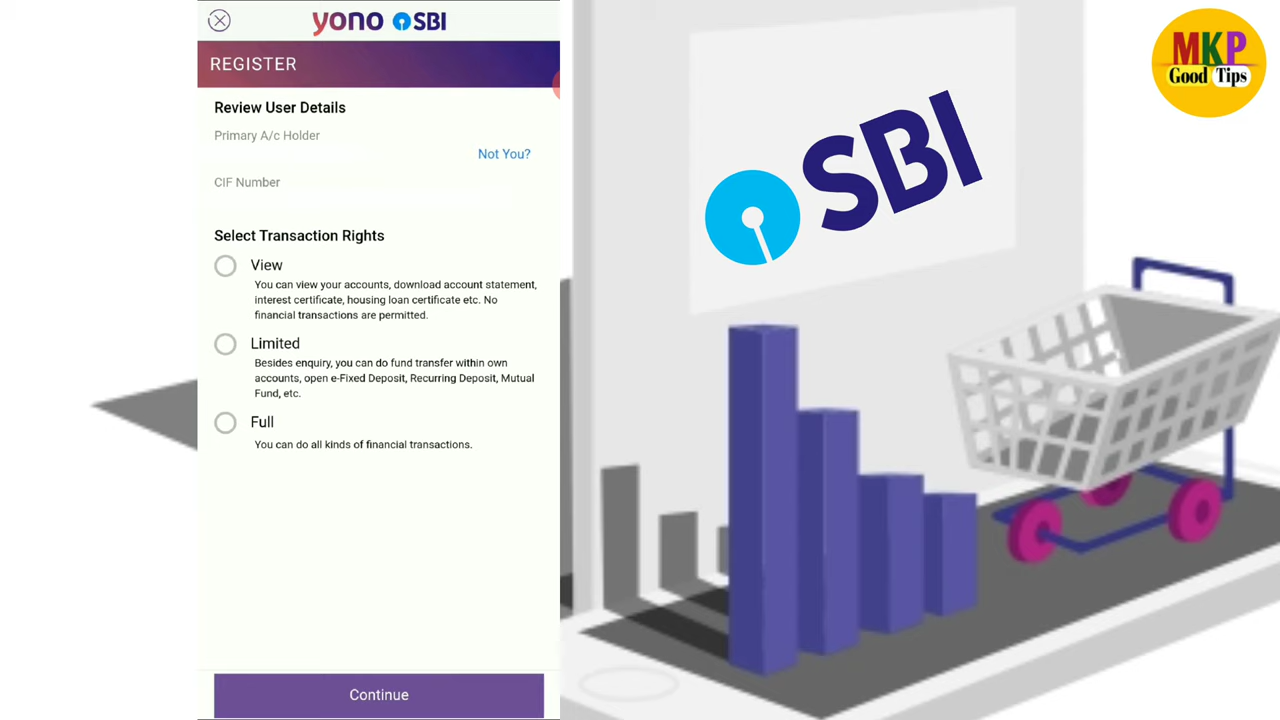 yono SBI
REGISTER
Review User Details
Primary A/c Holder
Not You?
CIF Number
Select Transaction Rights
View
You can view your accounts, download account statement,
interest certificate, housing loan certificate etc. No
financial transactions are permitted.
Limited
Besides enquiry, you can do fund transfer within own
accounts, open e-Fixed Deposit, Recurring Deposit, Mutual
Fund, etc.
Full
You can do all kinds of financial transactions.
Continue
SBI
MKP
Good Tips